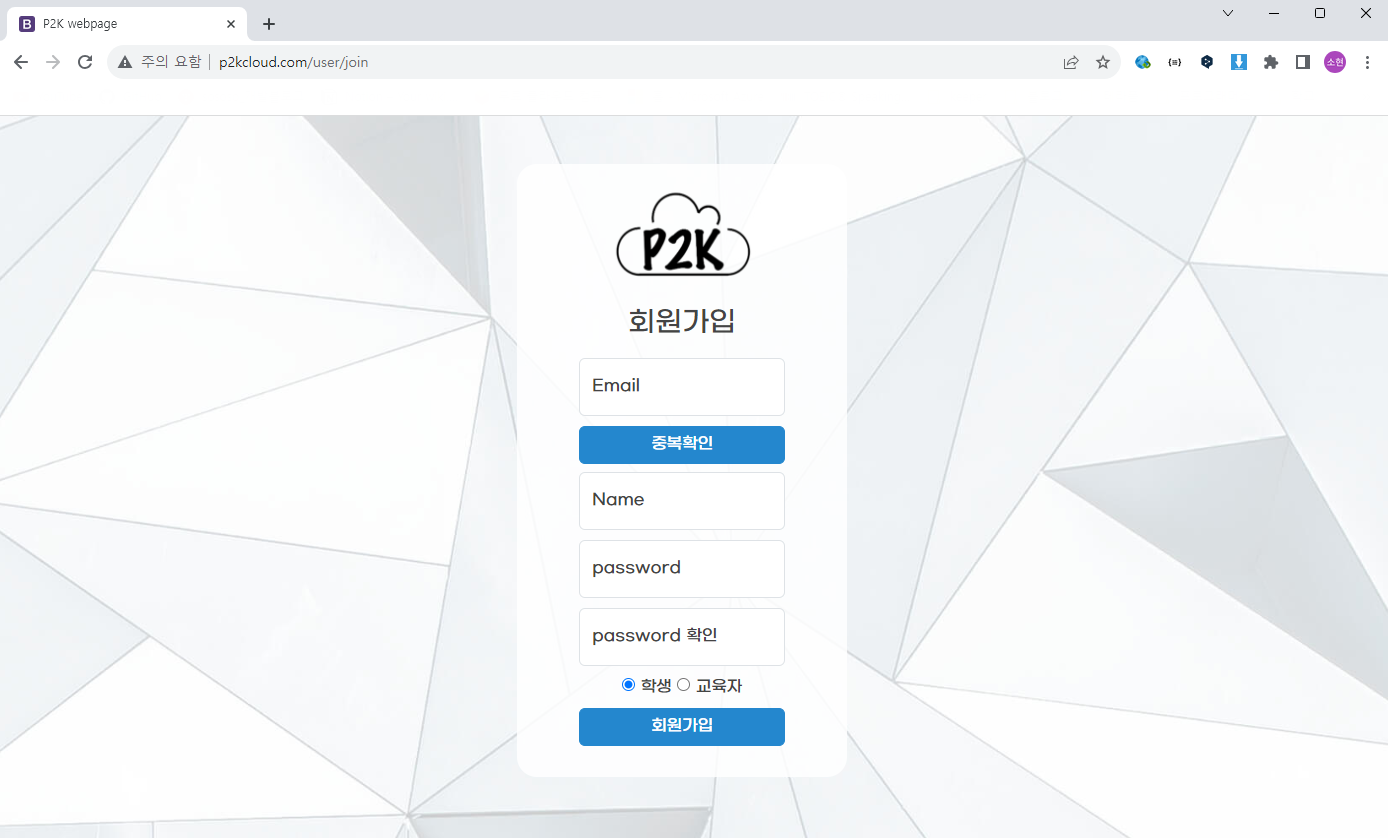 B P2K webpage
주의 요함 p2kcloud.com/user/join
소현
P2K
회원가입
Email
중복확인
Name
password
password 확인
학생 교육자
회원가입